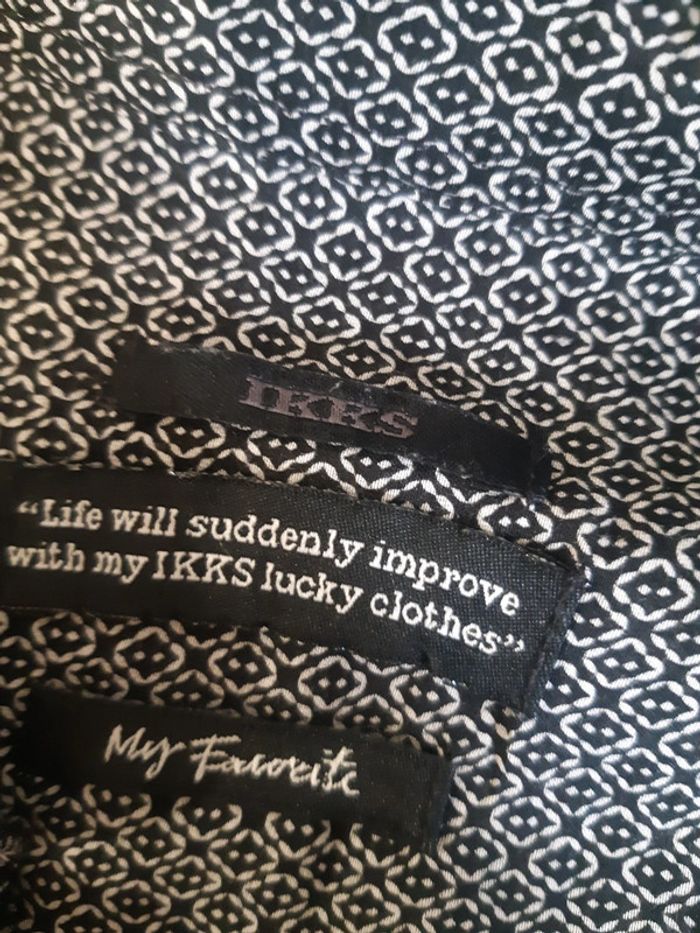 IKKS
“Life will suddenly improve
with my IKKS lucky clothes”
My Favorite